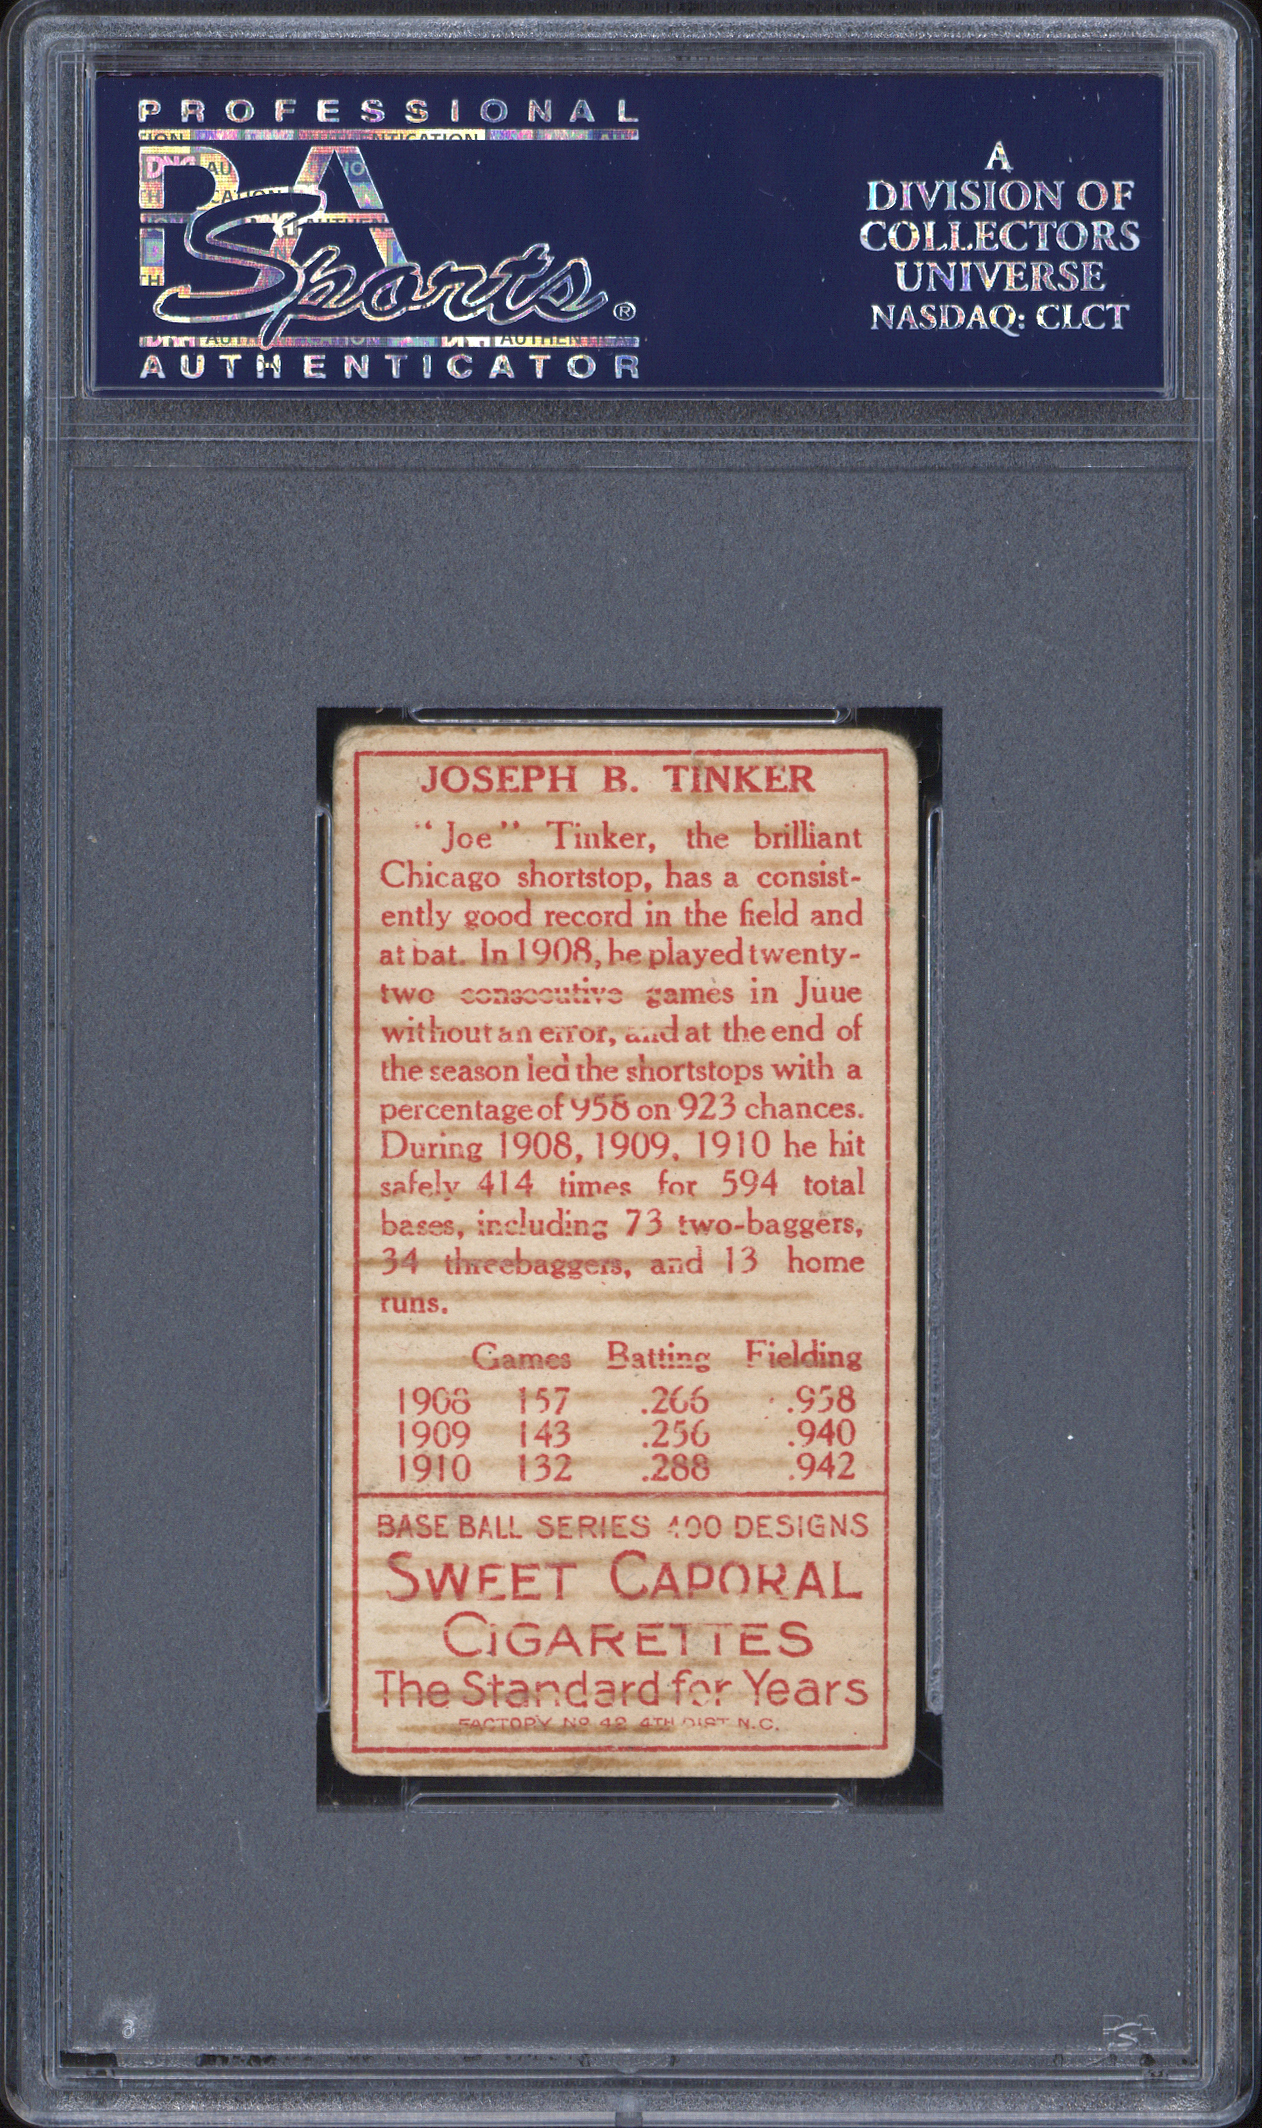 PROFESSIONAL
PSA
Sports®
AUTHENTICATOR
A
DIVISION OF
COLLECTORS
UNIVERSE
NASDAQ: CLCT
JOSEPH B. TINKER
"Joe" Tinker, the brilliant
Chicago shortstop, has a consist-
ently good record in the field and
at bat. In 1908, he played twenty-
two consecutive games in Juue
without an error, and at the end of
the season led the shortstops with a
percentage of 958 on 923 chances.
During 1908, 1909, 1910 he hit
safely 414 times for 594 total
bases, including 73 two-baggers,
34 threebaggers, and 13 home
runs.
Games Batting Fielding
1908 157 .266 .958
1909 143 .256 .940
1910 132 .288 .942
BASE BALL SERIES 400 DESIGNS
SWEET CAPORAL
CIGARETTES
The Standard for Years
FACTORY No 42 4TH DIST N.C.